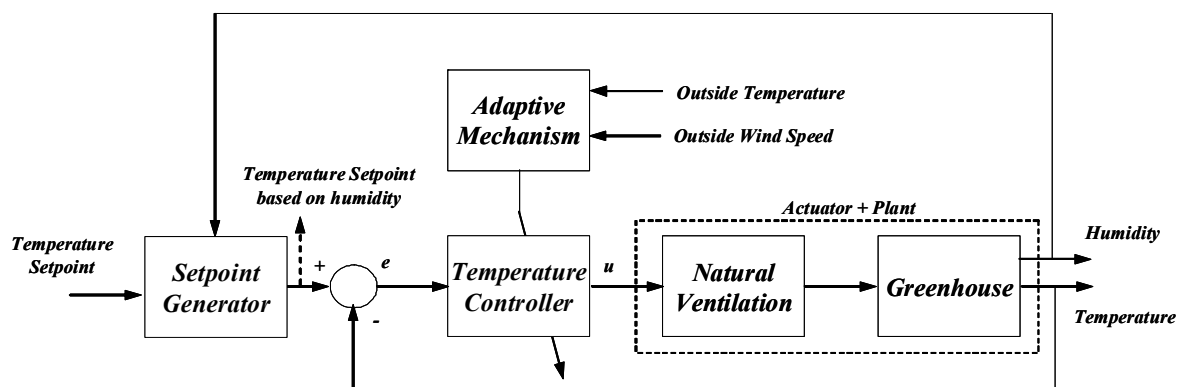 Adaptive
Mechanism
Outside Temperature
Outside Wind Speed
Temperature Setpoint
based on humidity
Actuator + Plant
Temperature
Setpoint
Setpoint
Generator
+
-
e
Temperature
Controller
u
Natural
Ventilation
Greenhouse
Humidity
Temperature